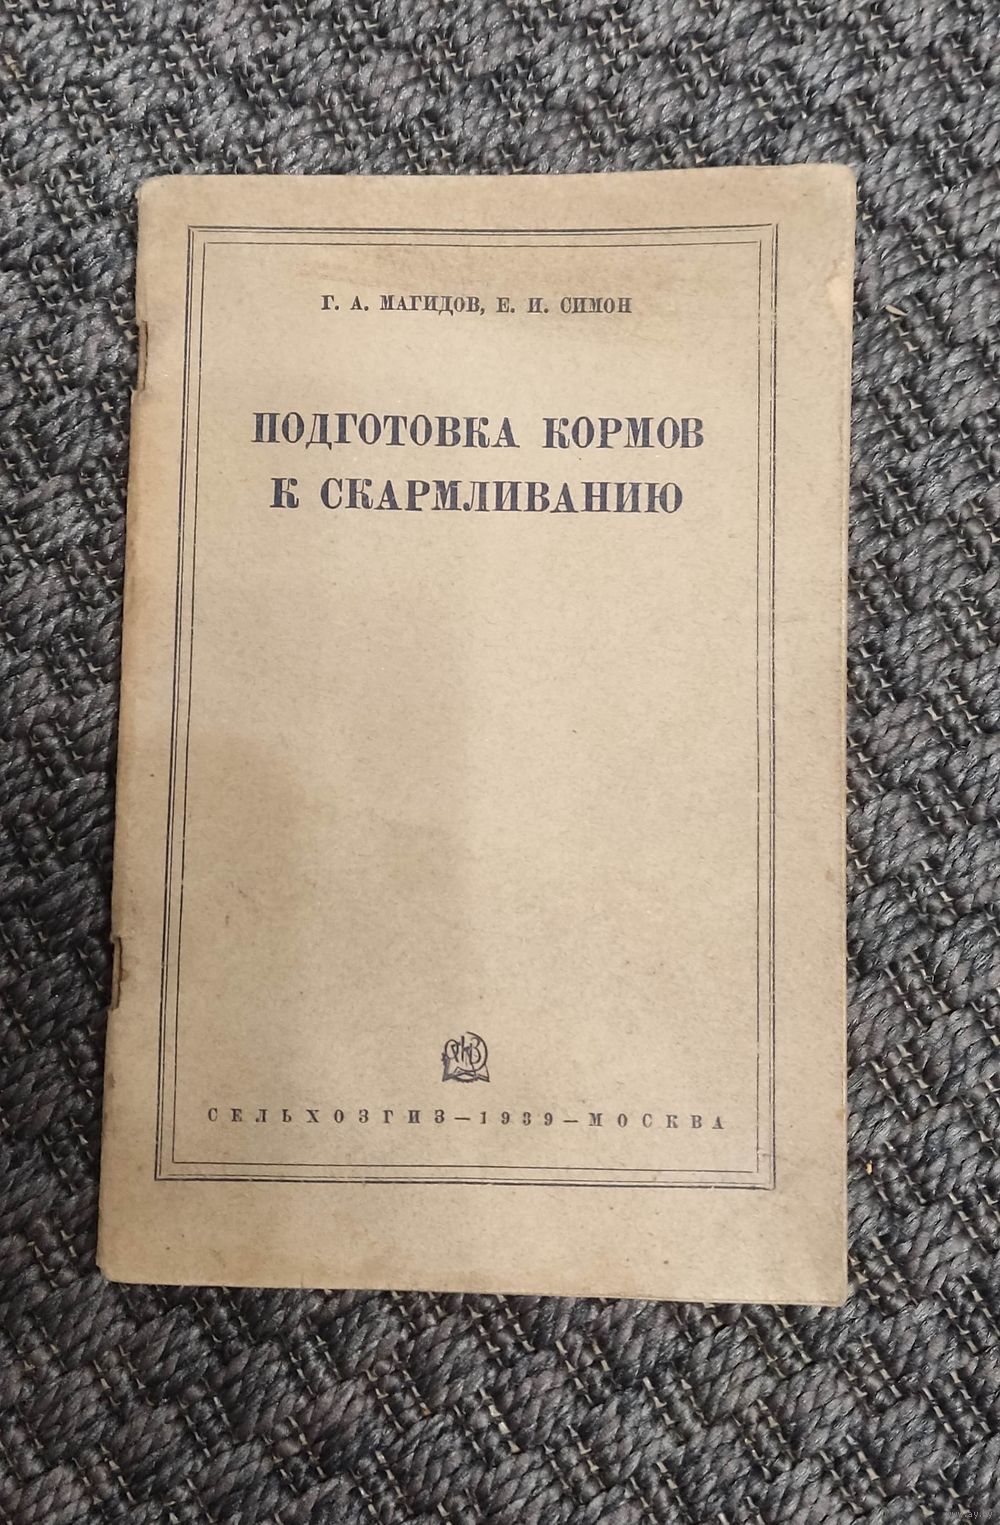 Г. А. МАГИДОВ, Е. И. СИМОН
ПОДГОТОВКА КОРМОВ
К СКАРМЛИВАНИЮ
СЕЛЬХОЗГИЗ—1939—МОСКВА